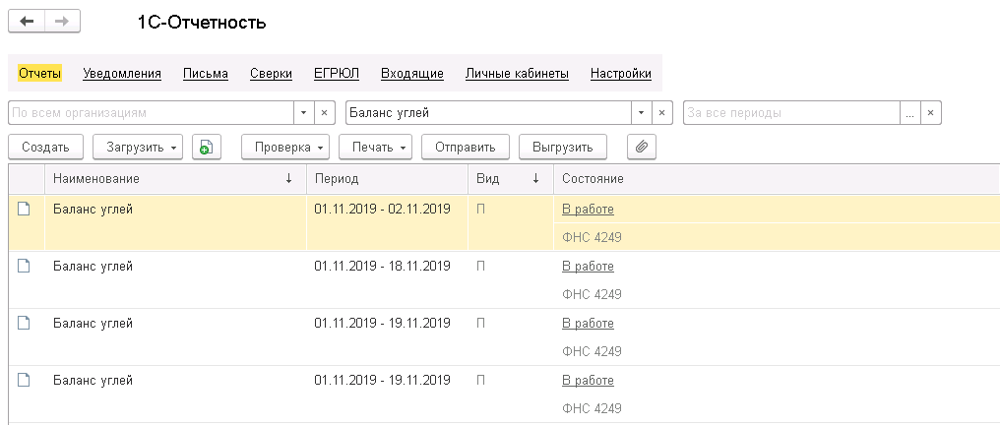 1С-Отчетность
Отчеты Уведомления Письма Сверки ЕГРЮЛ Входящие Личные кабинеты Настройки
По всем организациям Баланс углей За все периоды ...
Создать Загрузить Проверка Печать Отправить Выгрузить
Наименование ↓ Период Вид ↓ Состояние
Баланс углей 01.11.2019 - 02.11.2019 П В работе
ФНС 4249
Баланс углей 01.11.2019 - 18.11.2019 П В работе
ФНС 4249
Баланс углей 01.11.2019 - 19.11.2019 П В работе
ФНС 4249
Баланс углей 01.11.2019 - 19.11.2019 П В работе
ФНС 4249